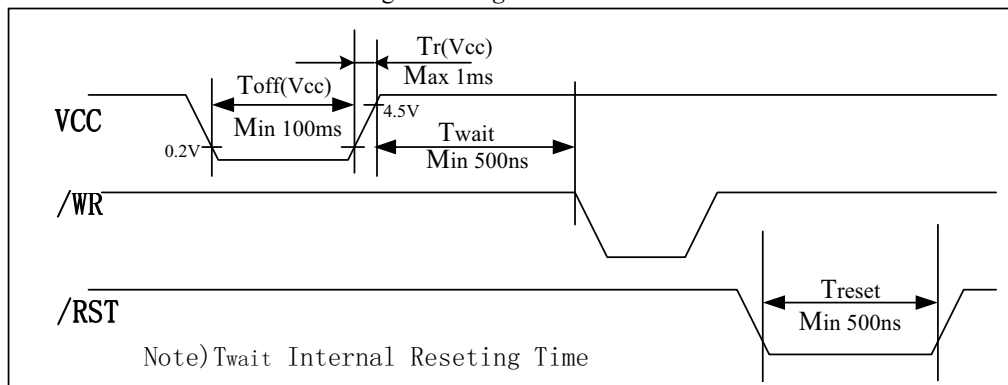 Tr(Vcc)
Max 1ms
Toff(Vcc)
Min 100ms
4.5V
VCC
0.2V
Twait
Min 500ns
/WR
Treset
Min 500ns
/RST
Note)Twait Internal Reseting Time